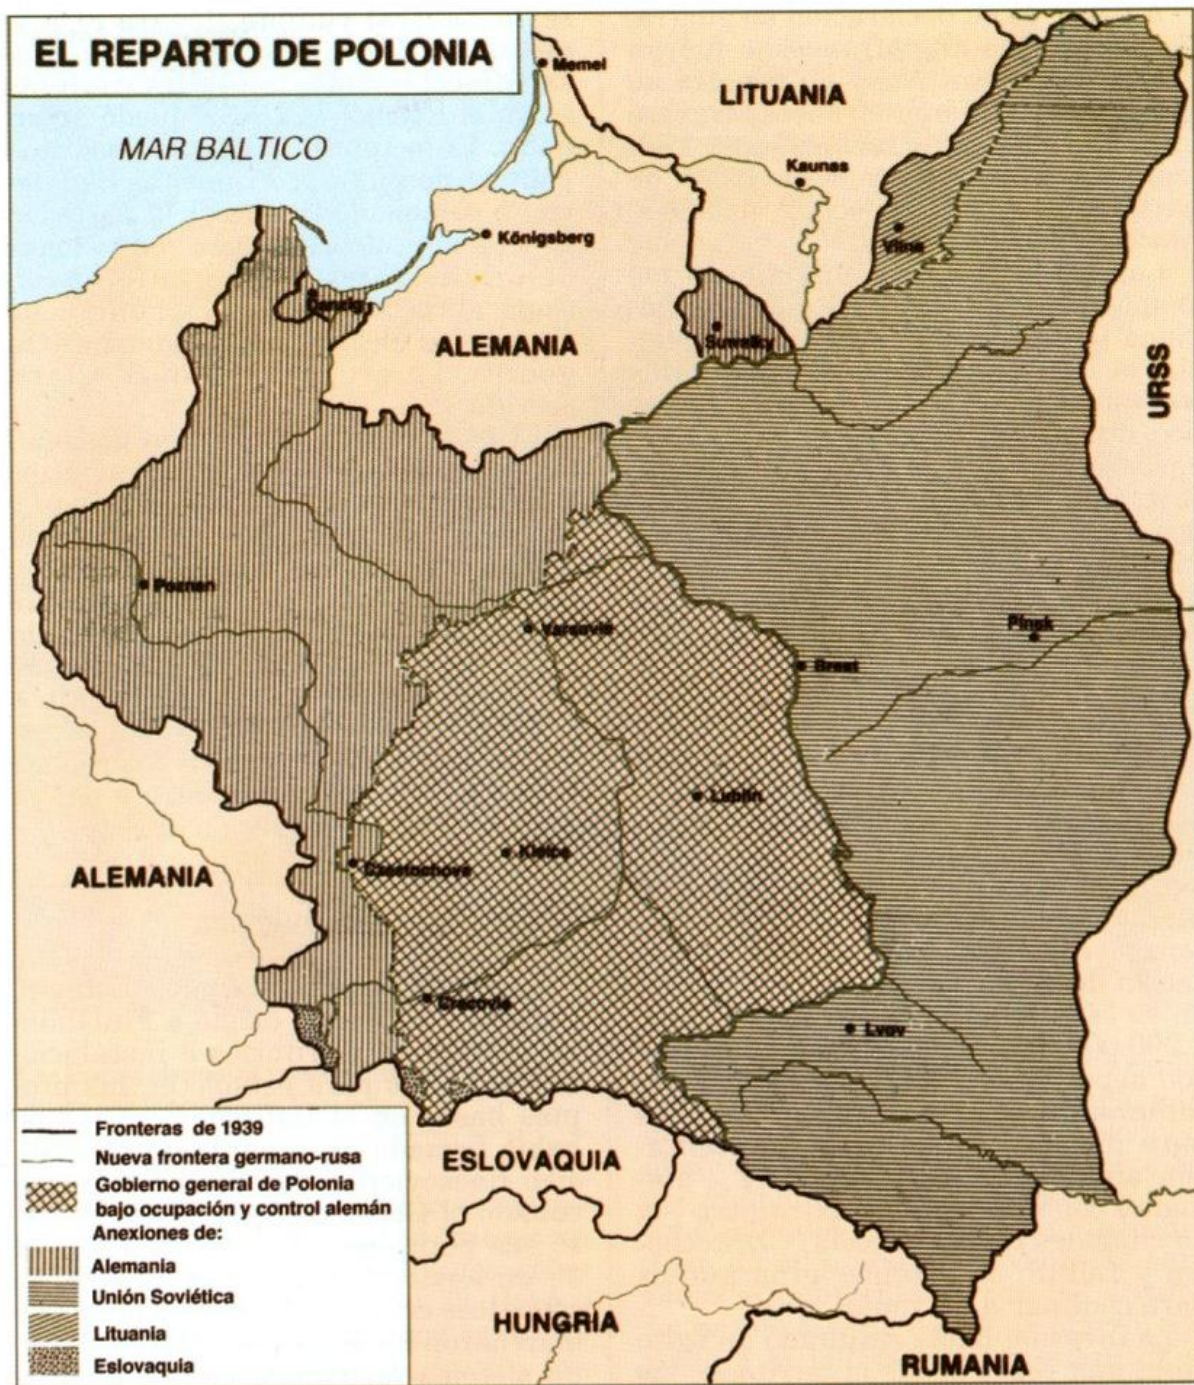 EL REPARTO DE POLONIA
Memel
LITUANIA
MAR BALTICO
Kaunas
Königsberg
Vilna
Danzig
ALEMANIA
Suwalky
URSS
Poznan
Varsovia
Pinsk
Brest
Lublin
Kielce
Czestochova
ALEMANIA
Cracovia
Lvov
Fronteras de 1939
Nueva frontera germano-rusa
Gobierno general de Polonia
bajo ocupación y control alemán
Anexiones de:
Alemania
Unión Soviética
Lituania
Eslovaquia
ESLOVAQUIA
HUNGRIA
RUMANIA